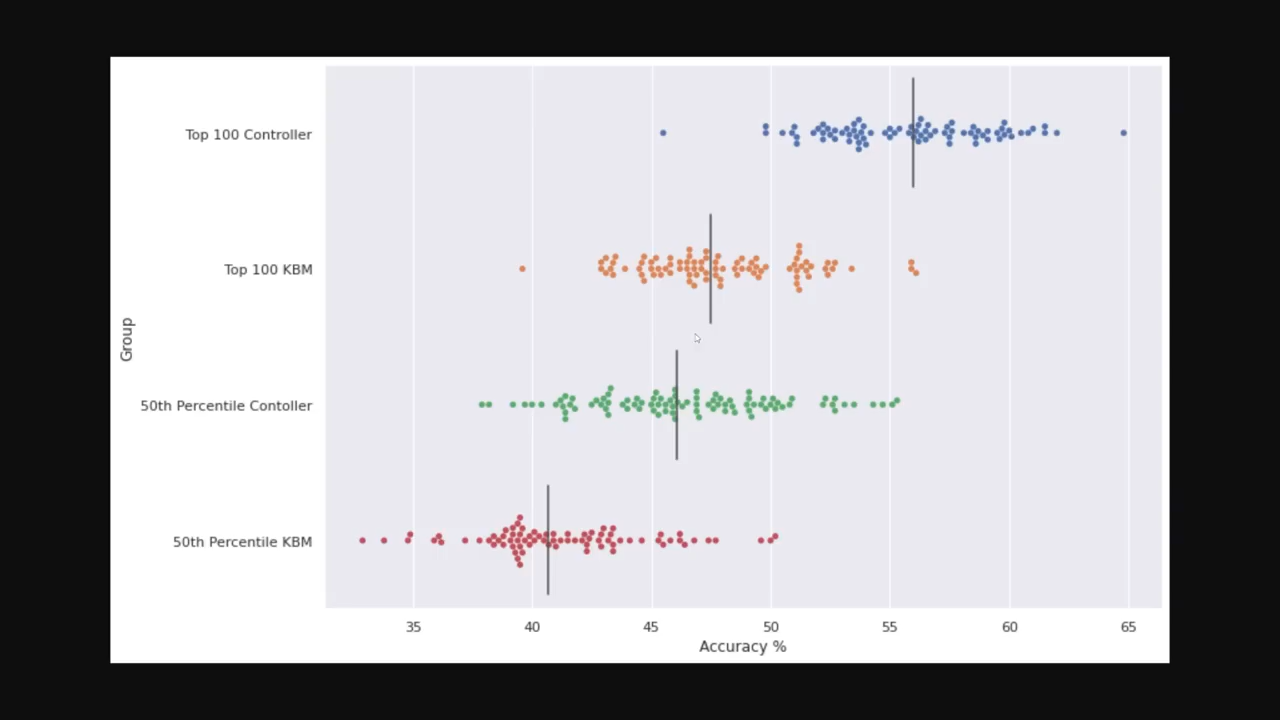 Top 100 Controller
Top 100 KBM
Group
50th Percentile Contoller
50th Percentile KBM
35 40 45 50 55 60 65
Accuracy %